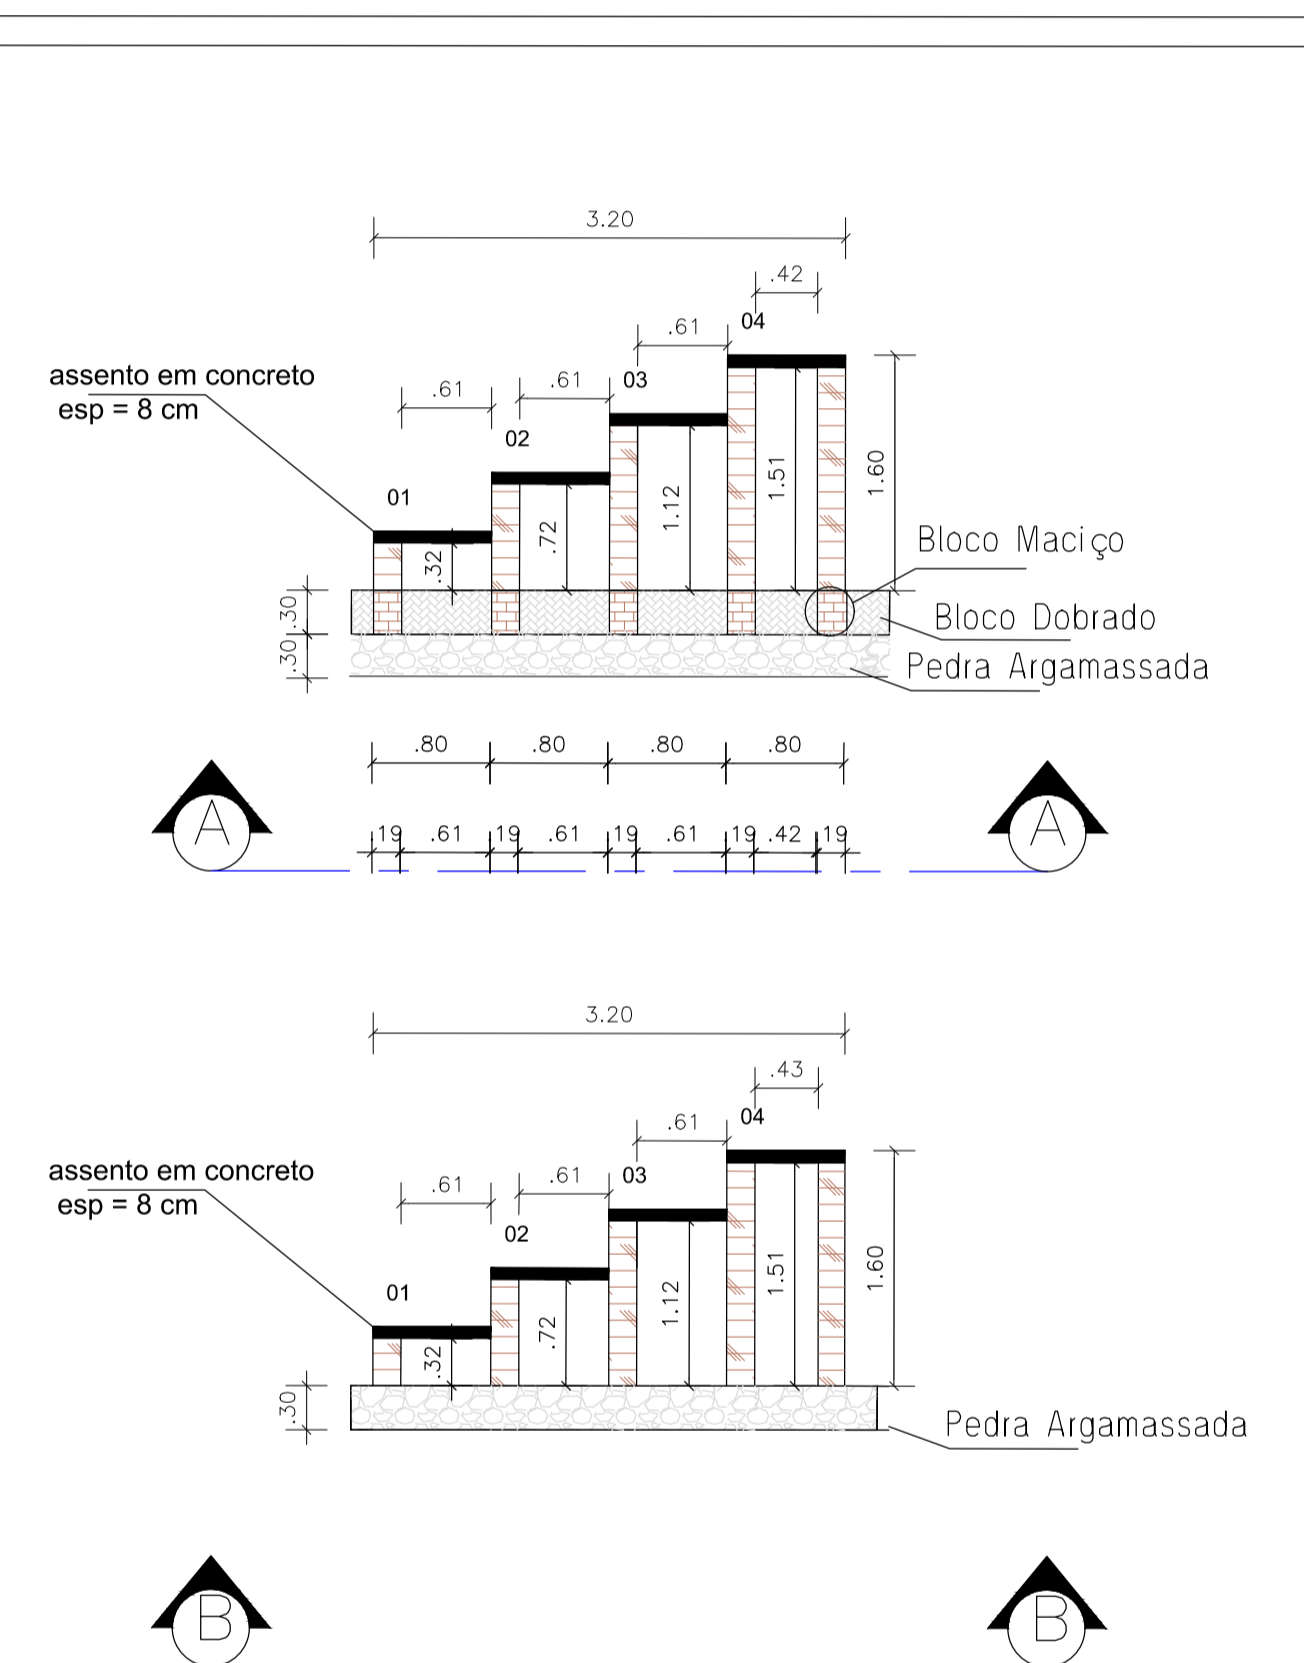 3.20
.42
04
.61
03
.61
assento em concreto
esp = 8 cm
.61
02
01
.32
.72
1.12
1.51
1.60
Bloco Maciço
.30
Bloco Dobrado
.30
Pedra Argamassada
.80 .80 .80 .80
A
A
.19 .61 .19 .61 .19 .61 .19 .42 .19
3.20
.43
04
.61
03
.61
assento em concreto
esp = 8 cm
.61
02
01
.32
.72
1.12
1.51
1.60
.30
Pedra Argamassada
B
B